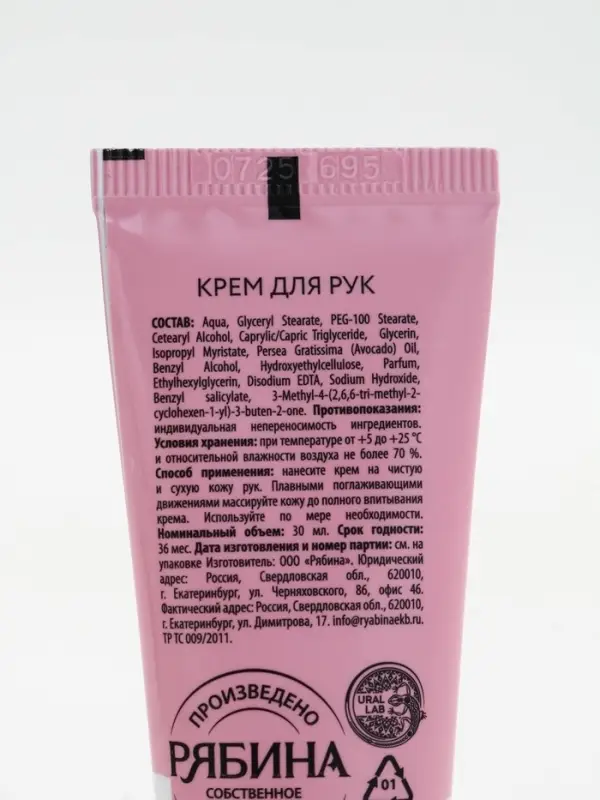 0725 695
КРЕМ ДЛЯ РУК
СОСТАВ: Aqua, Glyceryl Stearate, PEG-100 Stearate,
Cetearyl Alcohol, Caprylic/Capric Triglyceride, Glycerin,
Isopropyl Myristate, Persea Gratissima (Avocado) Oil,
Benzyl Alcohol, Hydroxyethylcellulose, Parfum,
Ethylhexylglycerin, Disodium EDTA, Sodium Hydroxide,
Benzyl salicylate, 3-Methyl-4-(2,6,6-tri-methyl-2-
cyclohexen-1-yl)-3-buten-2-one. Противопоказания:
индивидуальная непереносимость ингредиентов.
Условия хранения: при температуре от +5 до +25 °C
и относительной влажности воздуха не более 70 %.
Способ применения: нанесите крем на чистую
и сухую кожу рук. Плавными поглаживающими
движениями массируйте кожу до полного впитывания
крема. Используйте по мере необходимости.
Номинальный объем: 30 мл. Срок годности:
36 мес. Дата изготовления и номер партии: см. на
упаковке Изготовитель: ООО «Рябина». Юридический
адрес: Россия, Свердловская обл., 620010,
г. Екатеринбург, ул. Черняховского, 86, офис 46.
Фактический адрес: Россия, Свердловская обл., 620010,
г. Екатеринбург, ул. Димитрова, 17. info@ryabinaekb.ru.
ТР ТС 009/2011.
ПРОИЗВЕДЕНО
РЯБИНА
СОБСТВЕННОЕ
URAL
LAB
01